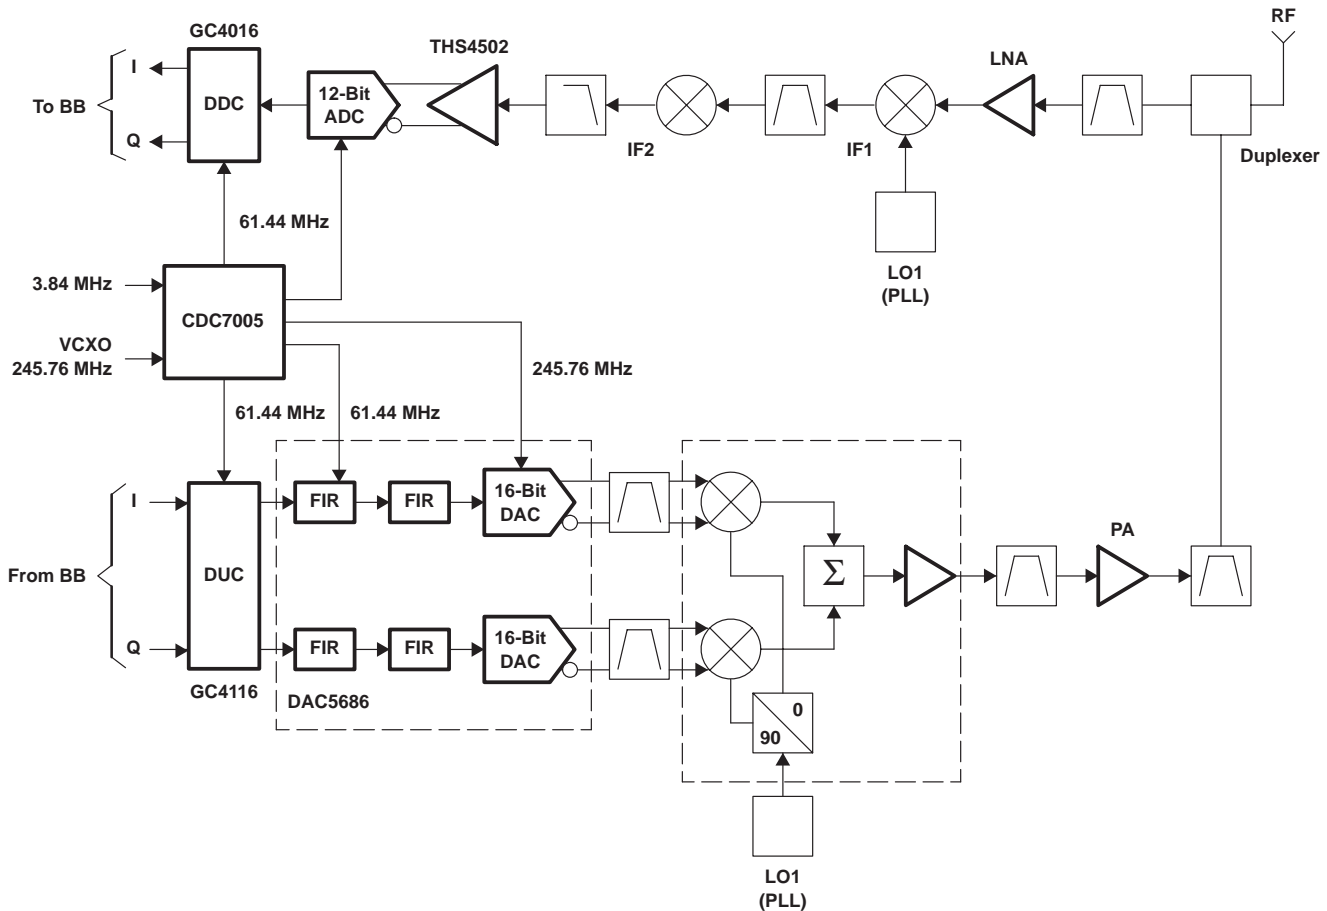 RF
GC4016
THS4502
LNA
I
To BB
Q
DDC
12-Bit
ADC
IF2
IF1
Duplexer
61.44 MHz
LO1
(PLL)
3.84 MHz
CDC7005
VCXO
245.76 MHz
245.76 MHz
61.44 MHz
61.44 MHz
I
From BB
Q
DUC
FIR
FIR
16-Bit
DAC
Σ
PA
FIR
FIR
16-Bit
DAC
GC4116
DAC5686
0
90
LO1
(PLL)